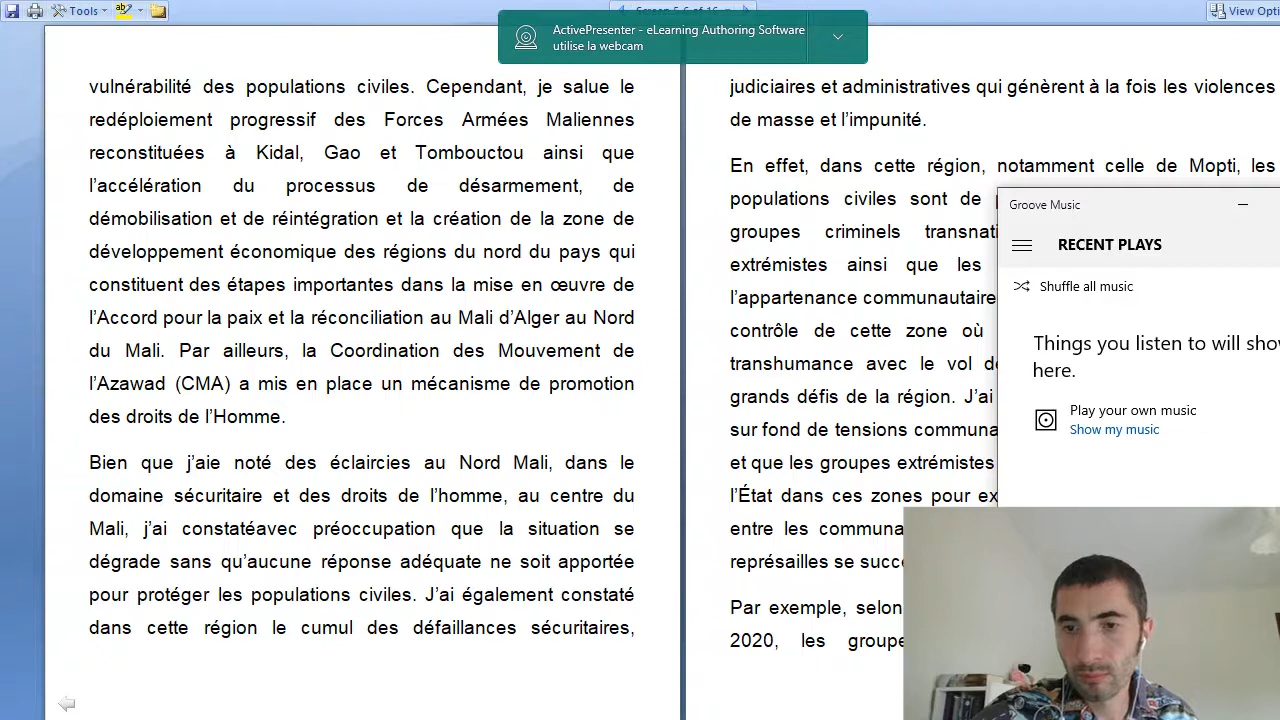 Tools
View Opti
ActivePresenter - eLearning Authoring Software
utilise la webcam
vulnérabilité des populations civiles. Cependant, je salue le
redéploiement progressif des Forces Armées Maliennes
reconstituées à Kidal, Gao et Tombouctou ainsi que
l’accélération du processus de désarmement, de
démobilisation et de réintégration et la création de la zone de
développement économique des régions du nord du pays qui
constituent des étapes importantes dans la mise en œuvre de
l’Accord pour la paix et la réconciliation au Mali d’Alger au Nord
du Mali. Par ailleurs, la Coordination des Mouvement de
l’Azawad (CMA) a mis en place un mécanisme de promotion
des droits de l’Homme.
Bien que j’aie noté des éclaircies au Nord Mali, dans le
domaine sécuritaire et des droits de l’homme, au centre du
Mali, j’ai constatéavec préoccupation que la situation se
dégrade sans qu’aucune réponse adéquate ne soit apportée
pour protéger les populations civiles. J’ai également constaté
dans cette région le cumul des défaillances sécuritaires,
judiciaires et administratives qui génèrent à la fois les violences
de masse et l’impunité.
En effet, dans cette région, notamment celle de Mopti, les
populations civiles sont de
groupes criminels transnati
extrémistes ainsi que les
l’appartenance communautaire
contrôle de cette zone où
transhumance avec le vol de
grands défis de la région. J’ai
sur fond de tensions communa
et que les groupes extrémistes
l’État dans ces zones pour ex
entre les communa
représailles se succ
Par exemple, selon
2020, les groupe
Groove Music
RECENT PLAYS
Shuffle all music
Things you listen to will sho
here.
Play your own music
Show my music